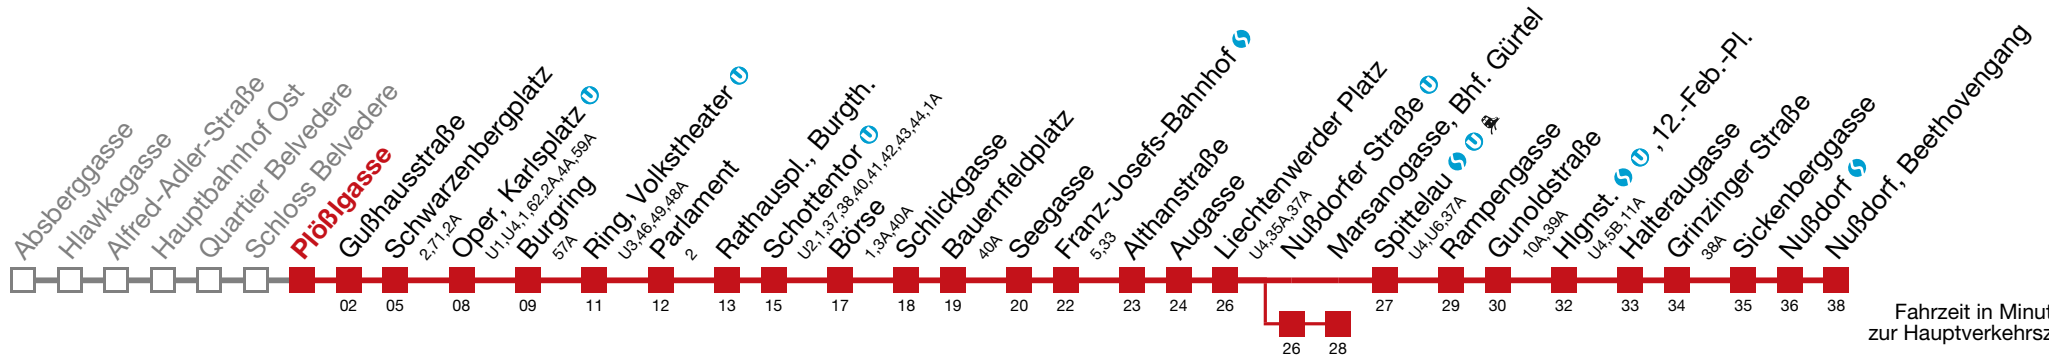 Absberggasse
Hlawkagasse
Alfred-Adler-Straße
Hauptbahnhof Ost
Quartier Belvedere
Schloss Belvedere
Plößlgasse
Gußhausstraße
Schwarzenbergplatz
2,71,2A
Oper, Karlsplatz U
U1,U4,1,62,2A,4A,59A
Burgring
57A
Ring, Volkstheater U
U3,46,49,48A
Parlament
2
Rathauspl., Burgth.
Schottentor U
U2,1,37,38,40,41,42,43,44,1A
Börse
1,3A,40A
Schlickgasse
Bauernfeldplatz
40A
Seegasse
Franz-Josefs-Bahnhof S
5,33
Althanstraße
Augasse
Liechtenwerder Platz
U4,35A,37A
Nußdorfer Straße U
Marsanogasse, Bhf. Gürtel
Spittelau S U
U4,U6,37A
Rampengasse
Gunoldstraße
10A,39A
Hlgnst. S U , 12.-Feb.-Pl.
U4,5B,11A
Halteraugasse
Grinzinger Straße
38A
Sickenberggasse
Nußdorf S
Nußdorf, Beethovengang
02 05 08 09 11 12 13 15 17 18 19 20 22 23 24 26 27 29 30 32 33 34 35 36 38
26 28
Fahrzeit in Minut
zur Hauptverkehrsz